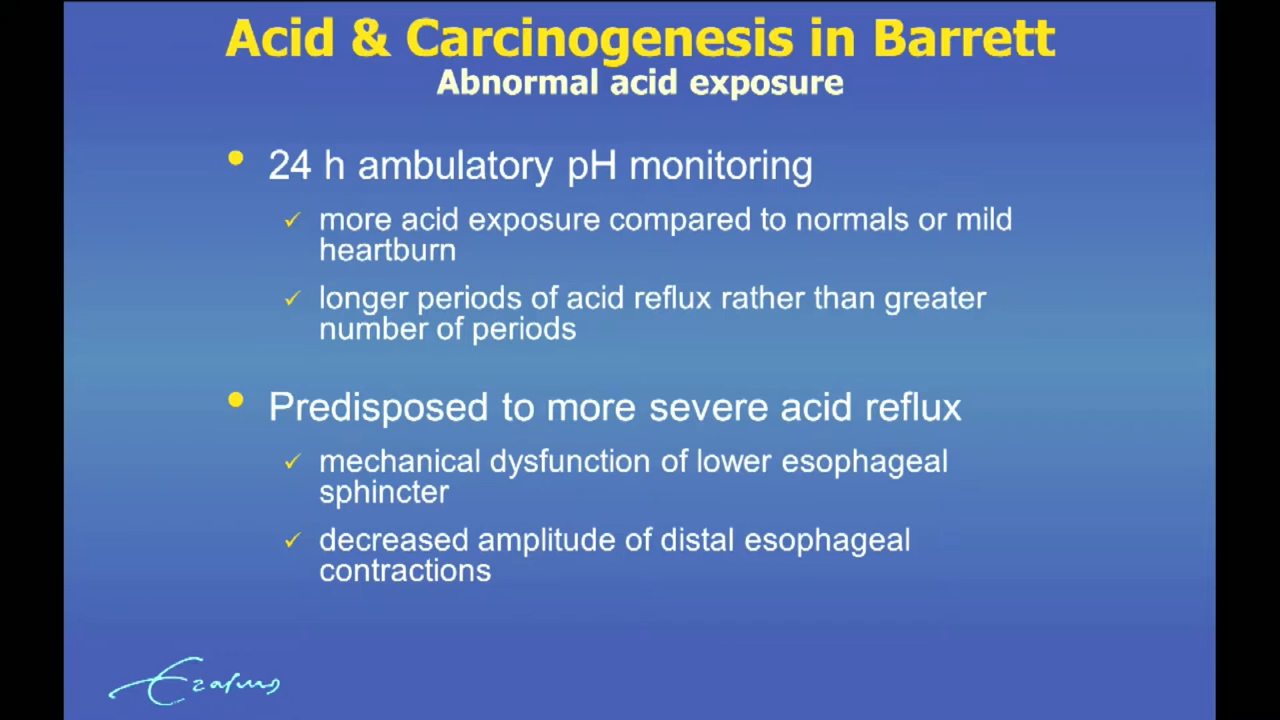 Acid & Carcinogenesis in Barrett
Abnormal acid exposure
• 24 h ambulatory pH monitoring
✓ more acid exposure compared to normals or mild
heartburn
✓ longer periods of acid reflux rather than greater
number of periods
• Predisposed to more severe acid reflux
✓ mechanical dysfunction of lower esophageal
sphincter
✓ decreased amplitude of distal esophageal
contractions
Erasmus